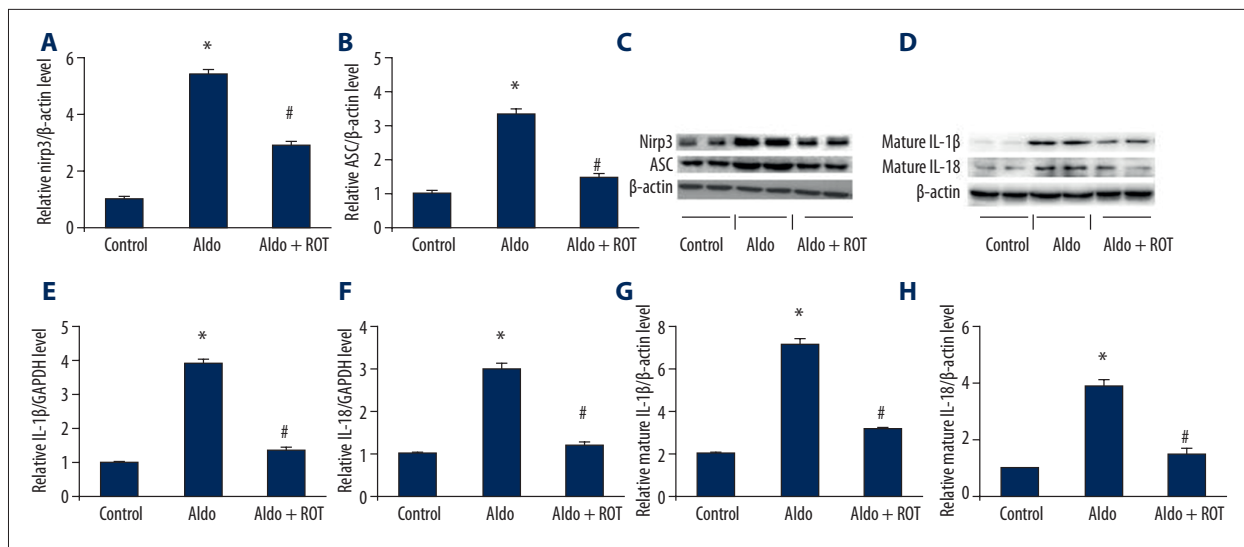 A
Relative nirp3/β-actin level
6
4
2
0
*
#
Control Aldo Aldo + ROT
B
Relative ASC/β-actin level
5
4
3
2
1
0
*
#
Control Aldo Aldo + ROT
C
Nirp3
ASC
β-actin
Control Aldo Aldo + ROT
D
Mature IL-1β
Mature IL-18
β-actin
Control Aldo Aldo + ROT
E
Relative IL-1β/GAPDH level
5
4
3
2
1
0
*
#
Control Aldo Aldo + ROT
F
Relative IL-18/GAPDH level
4
3
2
1
0
*
#
Control Aldo Aldo + ROT
G
Relative mature IL-1β/β-actin level
8
6
4
2
0
*
#
Control Aldo Aldo + ROT
H
Relative mature IL-18/β-actin level
6
4
2
0
*
#
Control Aldo Aldo + ROT